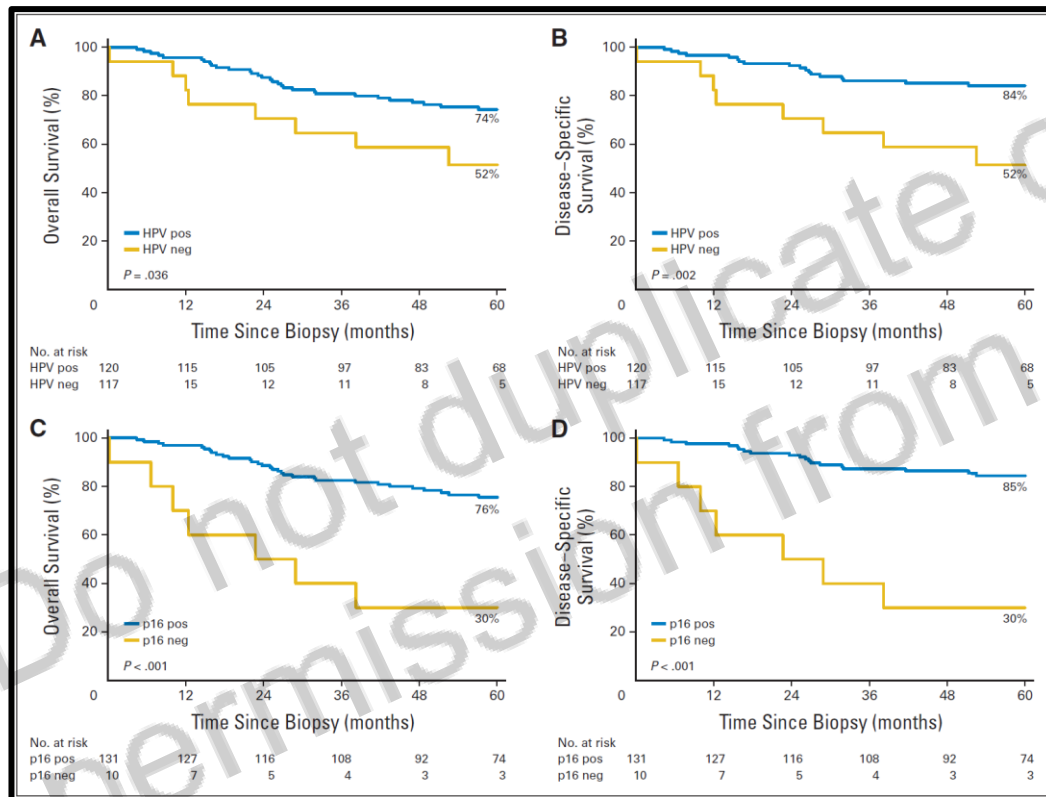 A
100
80
60
40
20
0
Overall Survival (%)
74%
52%
HPV pos
HPV neg
P = .036
12 24 36 48 60
Time Since Biopsy (months)
No. at risk
HPV pos 120 115 105 97 83 68
HPV neg 117 15 12 11 8 5
B
100
80
60
40
20
0
Disease–Specific
Survival (%)
84%
52%
HPV pos
HPV neg
P = .002
12 24 36 48 60
Time Since Biopsy (months)
No. at risk
HPV pos 120 115 105 97 83 68
HPV neg 117 15 12 11 8 5
C
100
80
60
40
20
0
Overall Survival (%)
76%
30%
p16 pos
p16 neg
P < .001
12 24 36 48 60
Time Since Biopsy (months)
No. at risk
p16 pos 131 127 116 108 92 74
p16 neg 10 7 5 4 3 3
D
100
80
60
40
20
0
Disease–Specific
Survival (%)
85%
30%
p16 pos
p16 neg
P < .001
12 24 36 48 60
Time Since Biopsy (months)
No. at risk
p16 pos 131 127 116 108 92 74
p16 neg 10 7 5 4 3 3
Do not duplicate
permission from